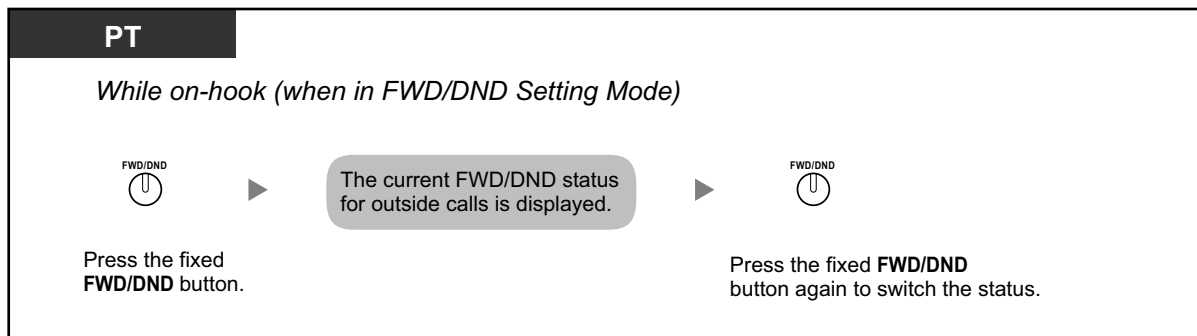 PT
While on-hook (when in FWD/DND Setting Mode)
FWD/DND
The current FWD/DND status
for outside calls is displayed.
FWD/DND
Press the fixed
FWD/DND button.
Press the fixed FWD/DND
button again to switch the status.